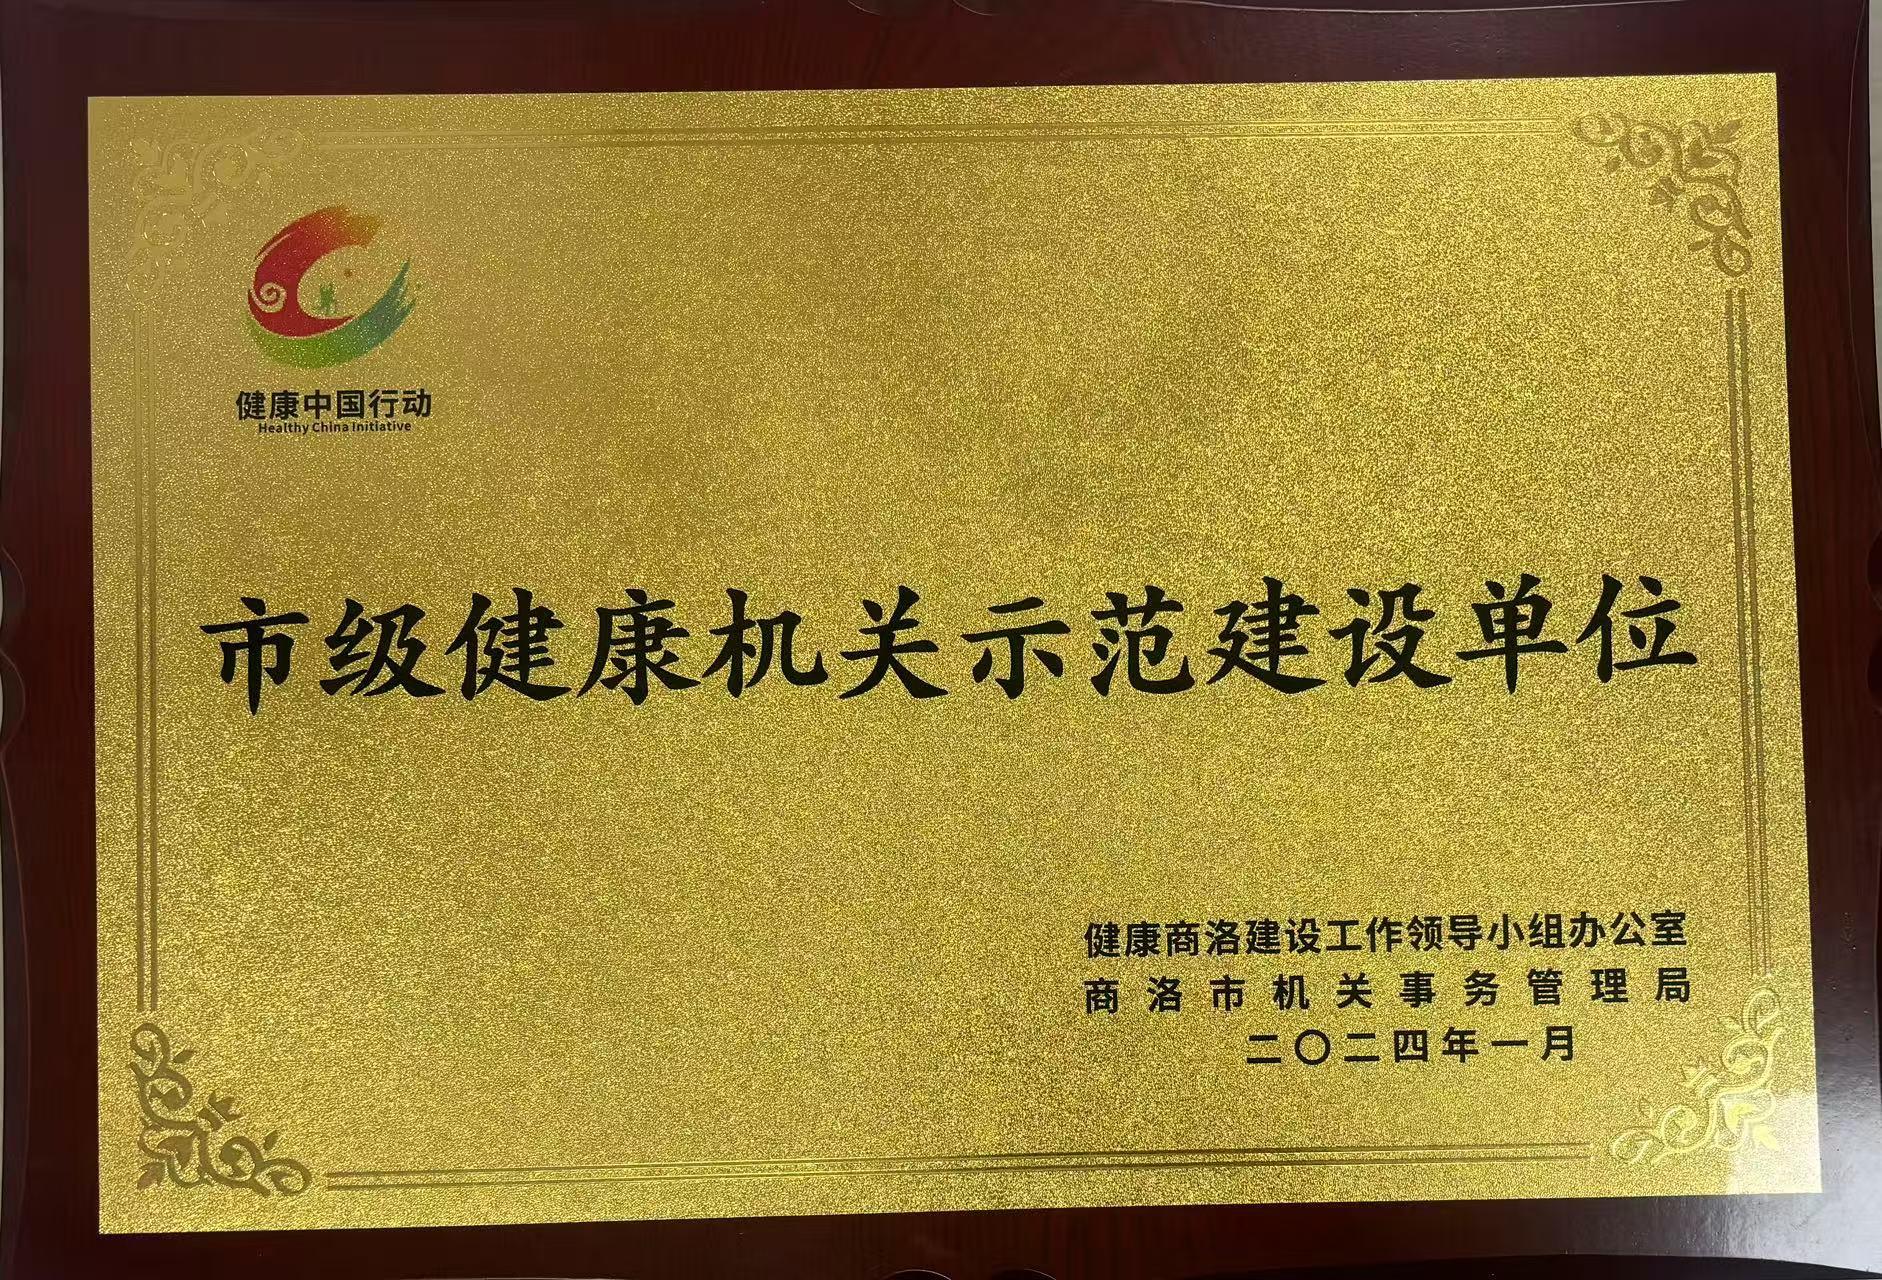 健康中国行动
Healthy China Initiative
市级健康机关示范建设单位
健康商洛建设工作领导小组办公室
商洛市机关事务管理局
二〇二四年一月